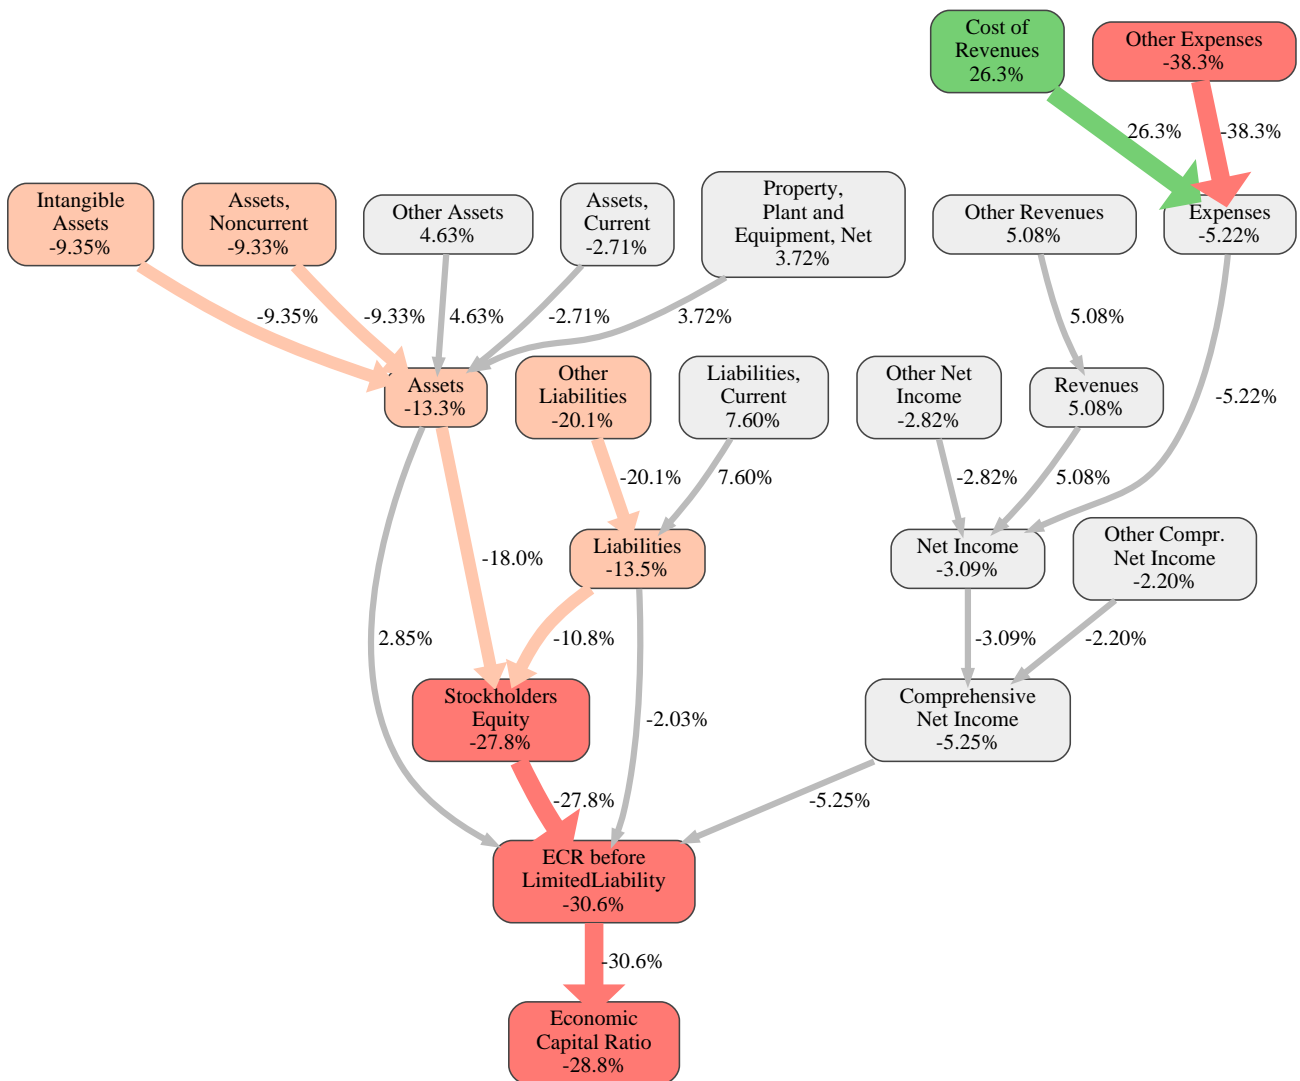 Cost of
Revenues
26.3%
Other Expenses
-38.3%
26.3%
-38.3%
Intangible
Assets
-9.35%
Assets,
Noncurrent
-9.33%
Other Assets
4.63%
Assets,
Current
-2.71%
Property,
Plant and
Equipment, Net
3.72%
Other Revenues
5.08%
Expenses
-5.22%
-9.35%
-9.33%
4.63%
-2.71%
3.72%
5.08%
-5.22%
Assets
-13.3%
Other
Liabilities
-20.1%
Liabilities,
Current
7.60%
Other Net
Income
-2.82%
Revenues
5.08%
-20.1%
7.60%
-2.82%
5.08%
-18.0%
Liabilities
-13.5%
Net Income
-3.09%
Other Compr.
Net Income
-2.20%
2.85%
-10.8%
-2.03%
-3.09%
-2.20%
Stockholders
Equity
-27.8%
Comprehensive
Net Income
-5.25%
-27.8%
-5.25%
ECR before
LimitedLiability
-30.6%
-30.6%
Economic
Capital Ratio
-28.8%